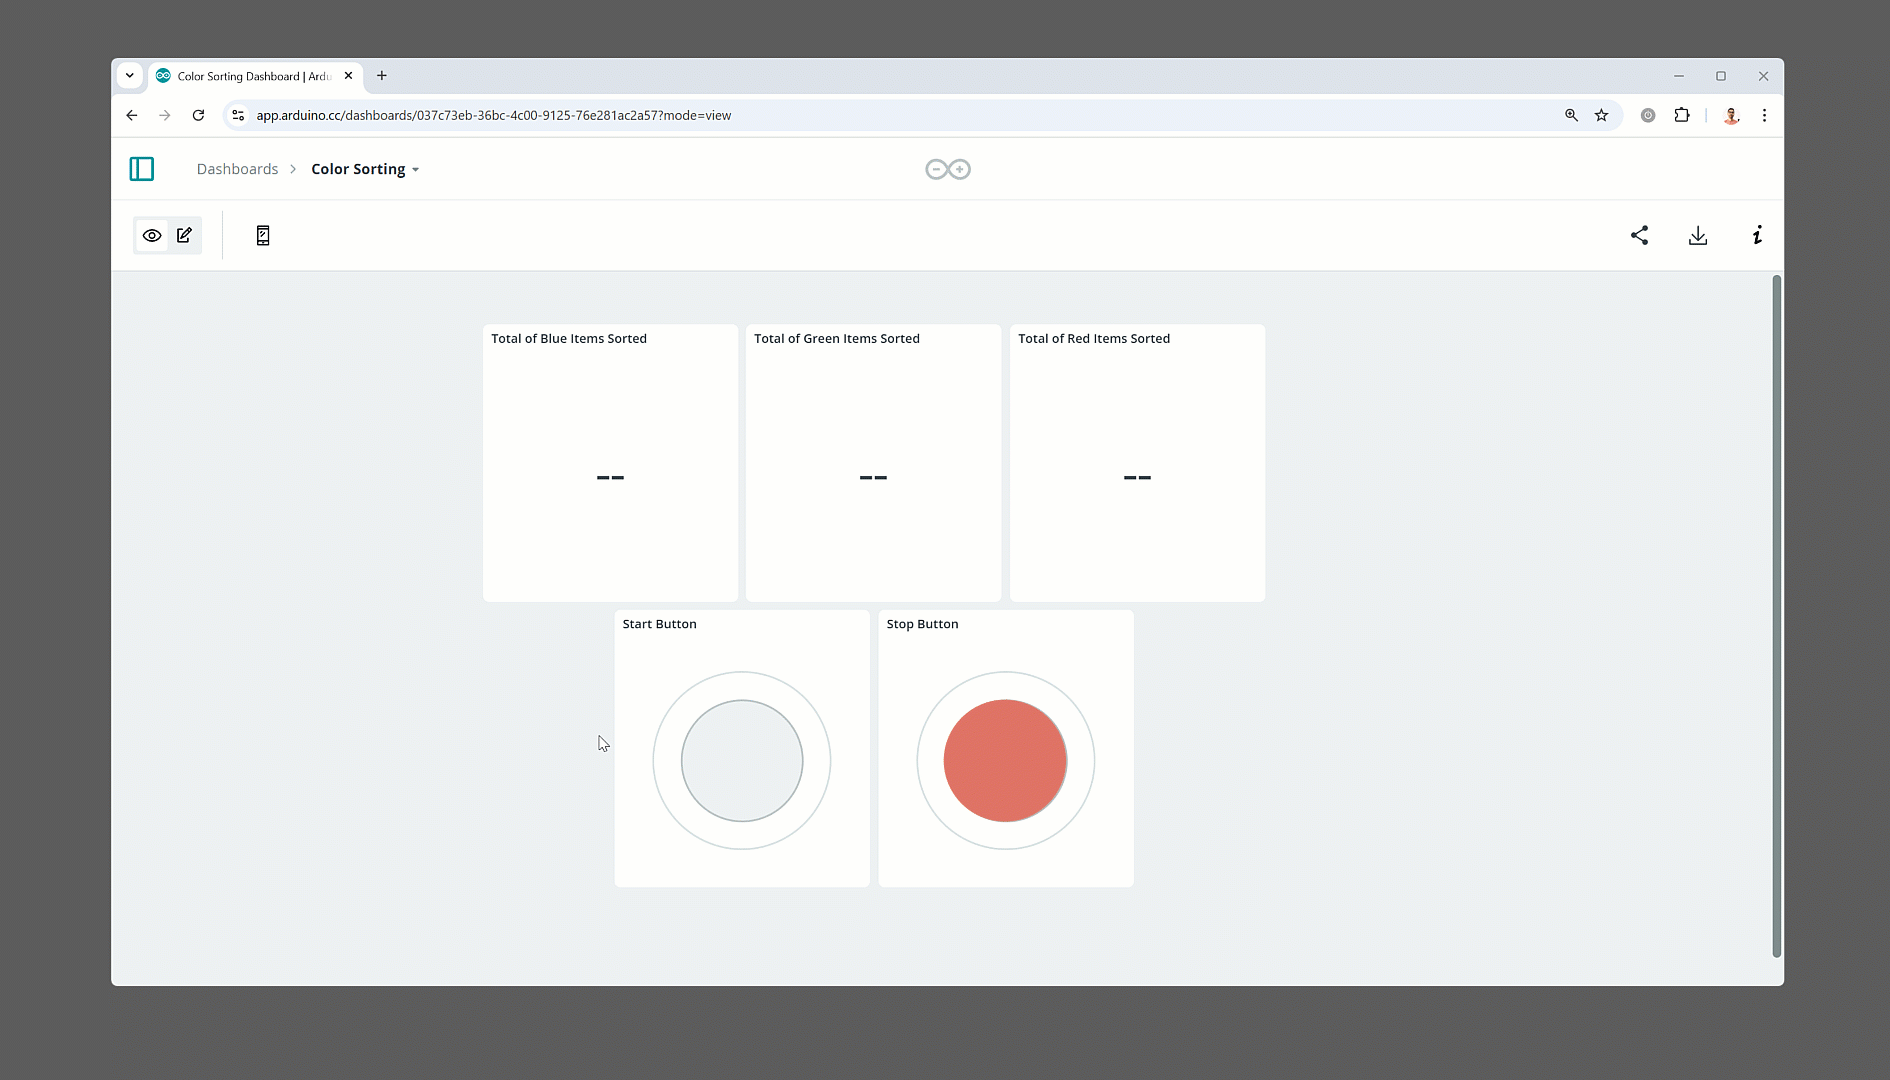 Color Sorting Dashboard | Ardu
app.arduino.cc/dashboards/037c73eb-36bc-4c00-9125-76e281ac2a57?mode=view
Dashboards > Color Sorting
Total of Blue Items Sorted
Total of Green Items Sorted
Total of Red Items Sorted
-- -- --
Start Button
Stop Button